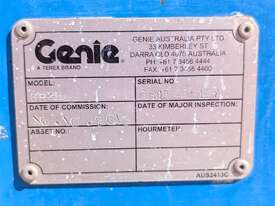 Genie
A TEREX BRAND
GENIE AUSTRALIA PTY LTD
33 KIMBERLEY ST
DARRA QLD 4076 AUSTRALIA
PH: +61 7 3456 4444
FAX: +61 7 3456 4400
MODEL:
SERIAL NO
DATE OF COMMISSION:
DATE OF MAJOR INSPECTION:
ASSET NO.
HOURMETER:
AUS2413C